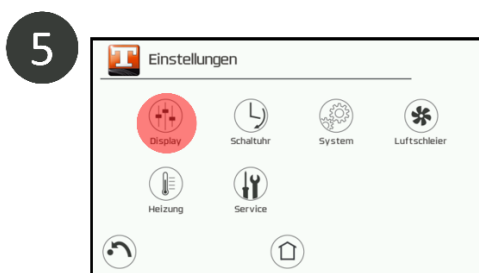 5
T Einstellungen
Display Schaltuhr System Luftschleier
Heizung Service